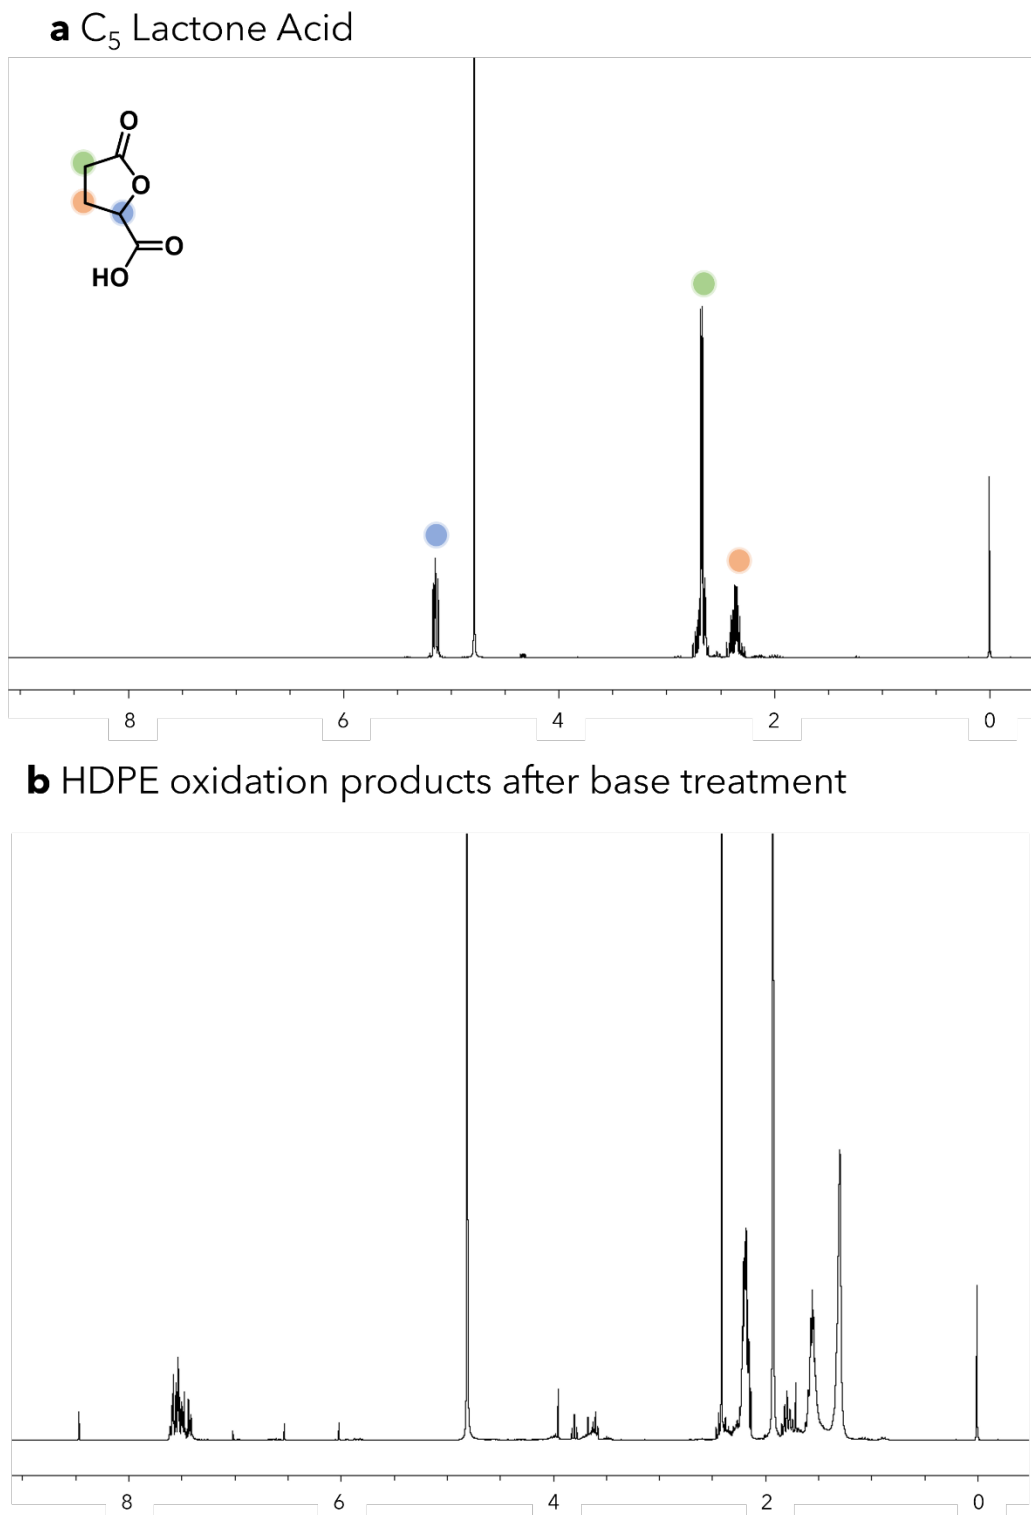 a C₅ Lactone Acid
O
O
O
HO
8 6 4 2 0
b HDPE oxidation products after base treatment
8 6 4 2 0